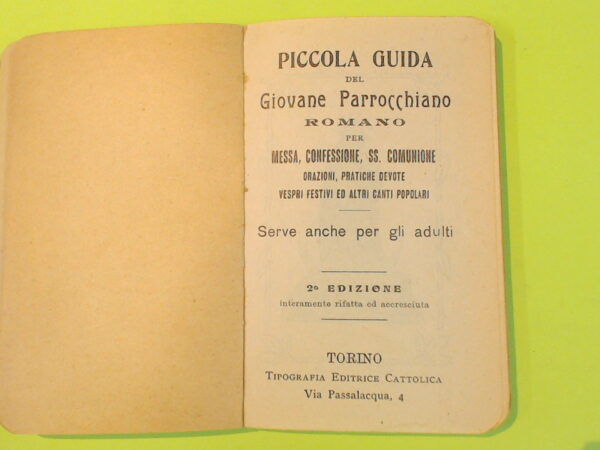 PICCOLA GUIDA
DEL
Giovane Parrocchiano
ROMANO
PER
MESSA, CONFESSIONE, SS. COMUNIONE
ORAZIONI, PRATICHE DEVOTE
VESPRI FESTIVI ED ALTRI CANTI POPOLARI
Serve anche per gli adulti
2ª EDIZIONE
interamente rifatta ed accresciuta
TORINO
TIPOGRAFIA EDITRICE CATTOLICA
Via Passalacqua, 4